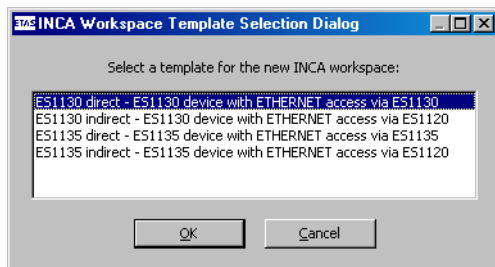 ETAS INCA Workspace Template Selection Dialog
Select a template for the new INCA workspace:
ES1130 direct - ES1130 device with ETHERNET access via ES1130
ES1130 indirect - ES1130 device with ETHERNET access via ES1120
ES1135 direct - ES1135 device with ETHERNET access via ES1135
ES1135 indirect - ES1135 device with ETHERNET access via ES1120
OK Cancel